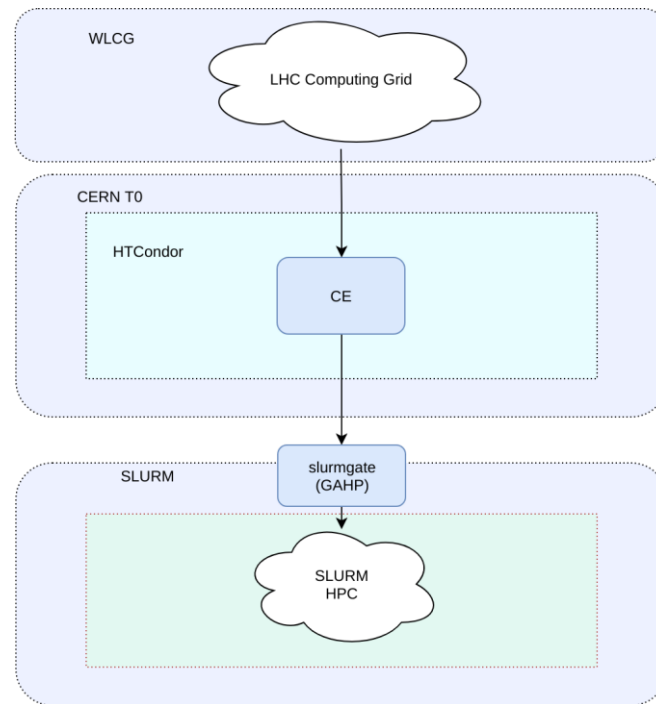 WLCG
LHC Computing Grid
CERN T0
HTCondor
CE
slurmgate
(GAHP)
SLURM
SLURM
HPC